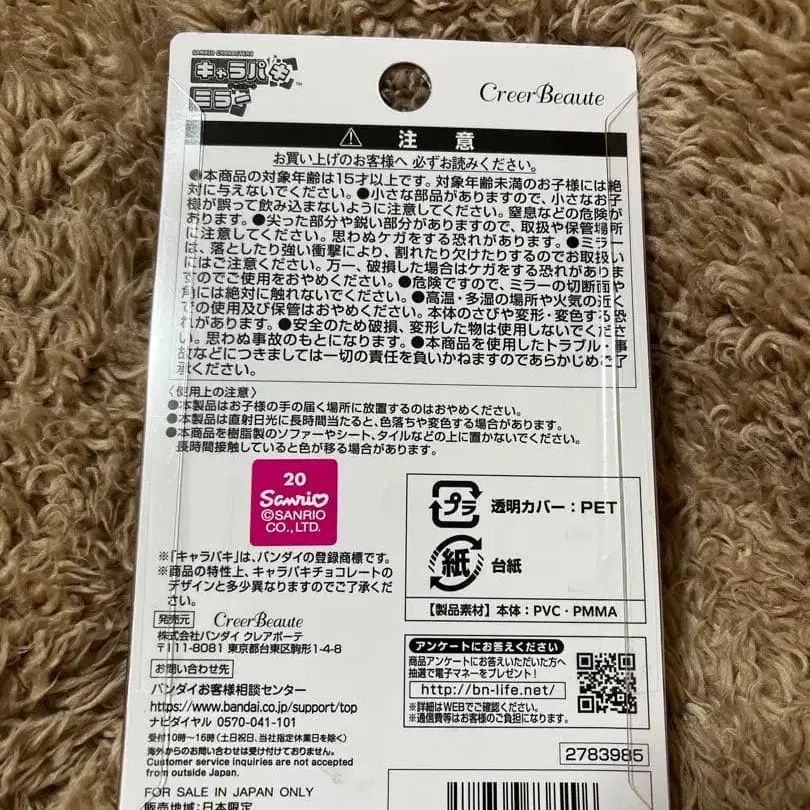 SANRIO CHARACTERS
キャラパキ™
ミラー
CreerBeaute
⚠ 注 意
お買い上げのお客様へ 必ずお読みください。
●本商品の対象年齢は15才以上です。対象年齢未満のお子様には絶
対に与えないでください。●小さな部品がありますので、小さなお子
様が誤って飲み込まないように注意してください。窒息などの危険が
あります。●尖った部分や鋭い部分がありますので、取扱や保管場所
に注意してください。思わぬケガをする恐れがあります。●ミラー
は、落としたり強い衝撃により、割れたり欠けたりするのでお取扱い
にはご注意ください。万一、破損した場合はケガをする恐れがありま
すのでご使用をおやめください。●危険ですので、ミラーの切断面や
角には絶対に触れないでください。●高温・多湿の場所や火気の近く
での使用及び保管はおやめください。本体のさびや変形・変色する恐
れがあります。●安全のため破損、変形した物は使用しないでくださ
い。思わぬ事故のもとになります。●本商品を使用したトラブル・事
故などにつきましては一切の責任を負いかねますのであらかじめご了
承ください。
〈使用上の注意〉
●本製品はお子様の手の届く場所に放置するのはおやめください。
●本製品は直射日光に長時間当たると、色落ちや変色する場合があります。
●本商品を樹脂製のソファーやシート、タイルなどの上に置かないでください。
長時間接触していると色が移る場合があります。
20
Sanrio
©SANRIO
CO.,LTD.
プラ
透明カバー：PET
紙
台紙
【製品素材】本体：PVC・PMMA
※「キャラパキ」は、バンダイの登録商標です。
※商品の特性上、キャラパキチョコレートの
デザインと多少異なりますのでご了承くだ
さい。
発売元 CreerBeaute
株式会社バンダイ クレアボーテ
〒111-8081 東京都台東区駒形1-4-8
お問い合わせ先
バンダイお客様相談センター
https://www.bandai.co.jp/support/top
ナビダイヤル 0570-041-101
受付10時～16時(土日祝、当社指定休業日を除く)
海外からのお問い合わせは受け付けておりません。
Customer service inquiries are not accepted
from outside Japan.
FOR SALE IN JAPAN ONLY
販売地域：日本限定
アンケートにお答えください
商品アンケートにお答えいただいた方へ
抽選で電子マネーをプレゼント！
http://bn-life.net/
※詳細はWEBでご確認ください。
※通信費等はお客様のご負担になります。
2783985